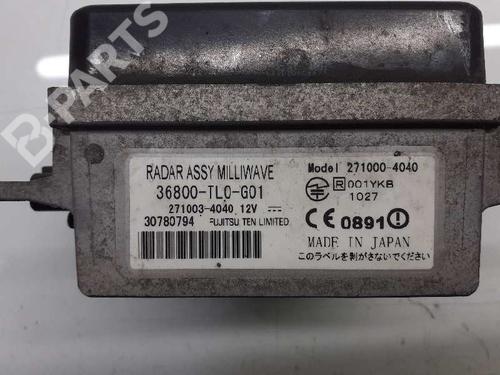 B-PARTS
RADAR ASSY MILLIWAVE
36800-TL0-G01
271003-4040 12V
30780794 FUJITSU TEN LIMITED
Model 271000-4040
R 001YKB
1027
CE 0891
MADE IN JAPAN
このラベルを剥がさないでください